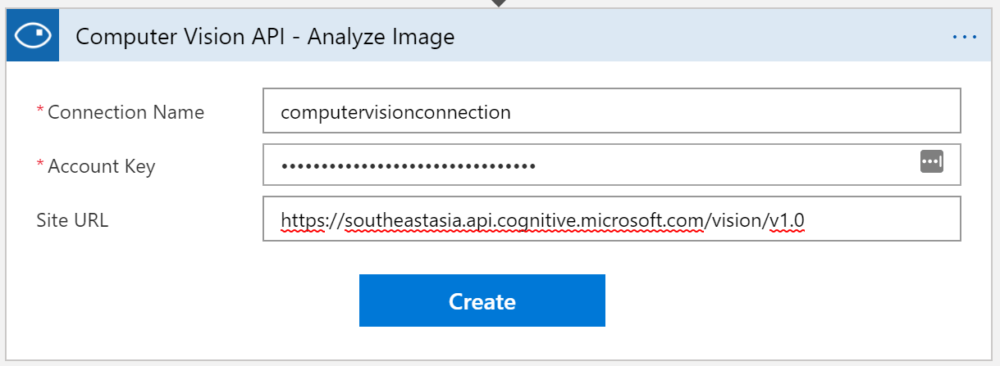 Computer Vision API - Analyze Image
...
* Connection Name computervisionconnection
* Account Key ••••••••••••••••••••••••••••••••
Site URL https://southeastasia.api.cognitive.microsoft.com/vision/v1.0
Create